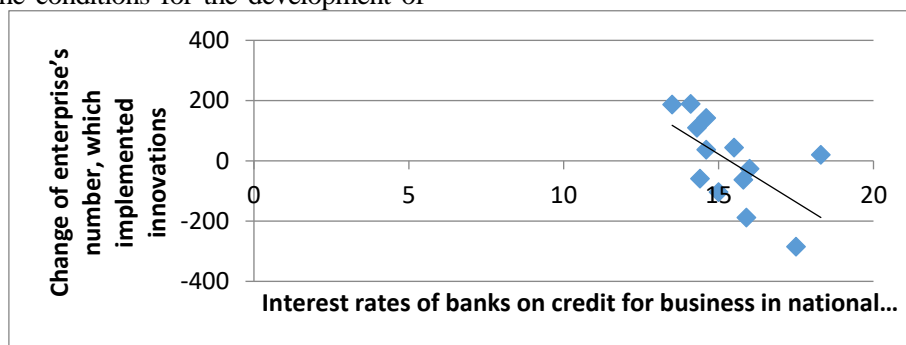 ne conditions for the development of
Change of enterprise's
number, which
implemented
innovations
400
200
0
-200
-400
0
5
10
15
20
Interest rates of banks on credit for business in national...